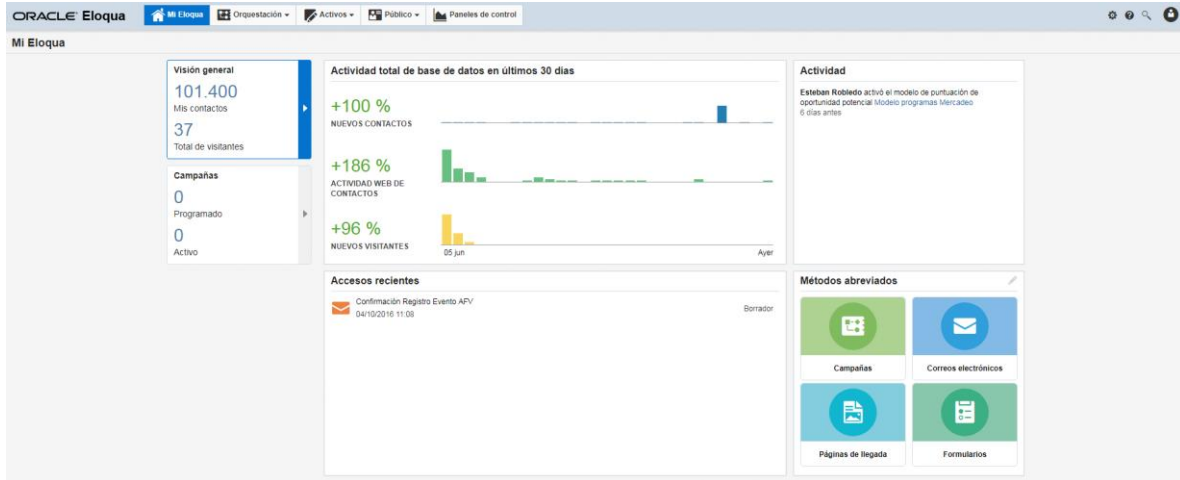 ORACLE Eloqua
Mi Eloqua
Orquestación
Activos
Público
Paneles de control
Mi Eloqua
Visión general
101.400
Mis contactos
37
Total de visitantes
Campañas
0
Programado
0
Activo
Actividad total de base de datos en últimos 30 días
+100 %
NUEVOS CONTACTOS
+186 %
ACTIVIDAD WEB DE
CONTACTOS
+96 %
NUEVOS VISITANTES
05 jun
Ayer
Actividad
Esteban Robledo activó el modelo de puntuación de
oportunidad potencial Modelo programas Mercadeo
6 días antes
Accesos recientes
Confirmación Registro Evento AFV
04/10/2016 11:08
Borrador
Métodos abreviados
Campañas
Correos electrónicos
Páginas de llegada
Formularios